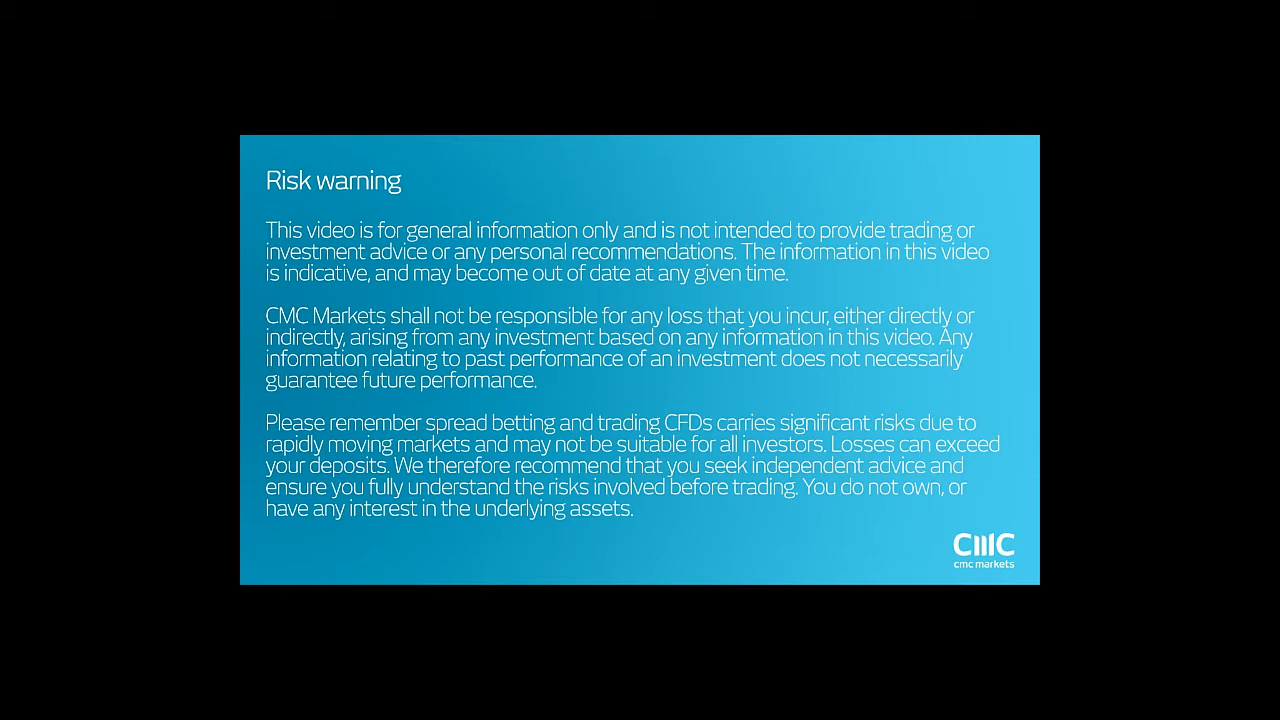 Risk warning
This video is for general information only and is not intended to provide trading or
investment advice or any personal recommendations. The information in this video
is indicative, and may become out of date at any given time.
CMC Markets shall not be responsible for any loss that you incur, either directly or
indirectly, arising from any investment based on any information in this video. Any
information relating to past performance of an investment does not necessarily
guarantee future performance.
Please remember spread betting and trading CFDs carries significant risks due to
rapidly moving markets and may not be suitable for all investors. Losses can exceed
your deposits. We therefore recommend that you seek independent advice and
ensure you fully understand the risks involved before trading. You do not own, or
have any interest in the underlying assets.
CMC
cmc markets